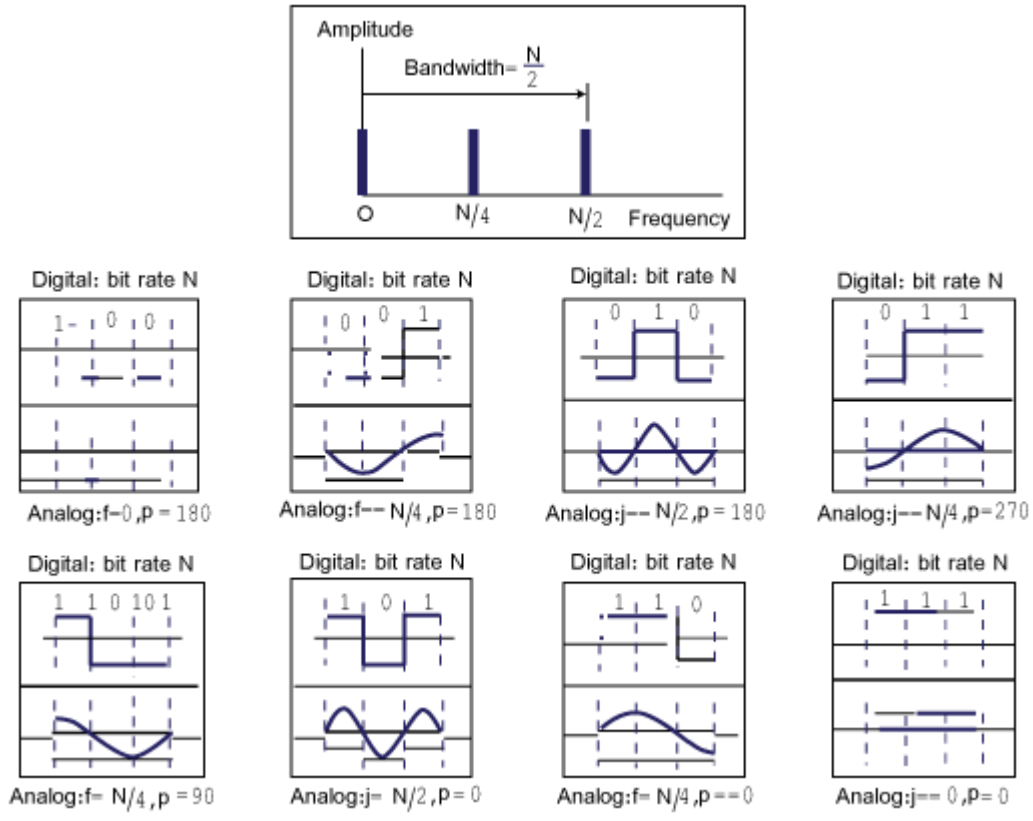 Amplitude
Bandwidth= N/2
O N/4 N/2 Frequency
Digital: bit rate N Digital: bit rate N Digital: bit rate N Digital: bit rate N
1- 0 0
0 0 1
0 1 0
0 1 1
Analog:f-0,p=180 Analog:f-- N/4,p=180 Analog:j-- N/2,p=180 Analog:j-- N/4,p=270
Digital: bit rate N Digital: bit rate N Digital: bit rate N Digital: bit rate N
1 1 0 10 1
1 0 1
1 1 0
1 1 1
Analog:f= N/4,p=90 Analog:j= N/2,p=0 Analog:f= N/4,p==0 Analog:j== 0,p=0